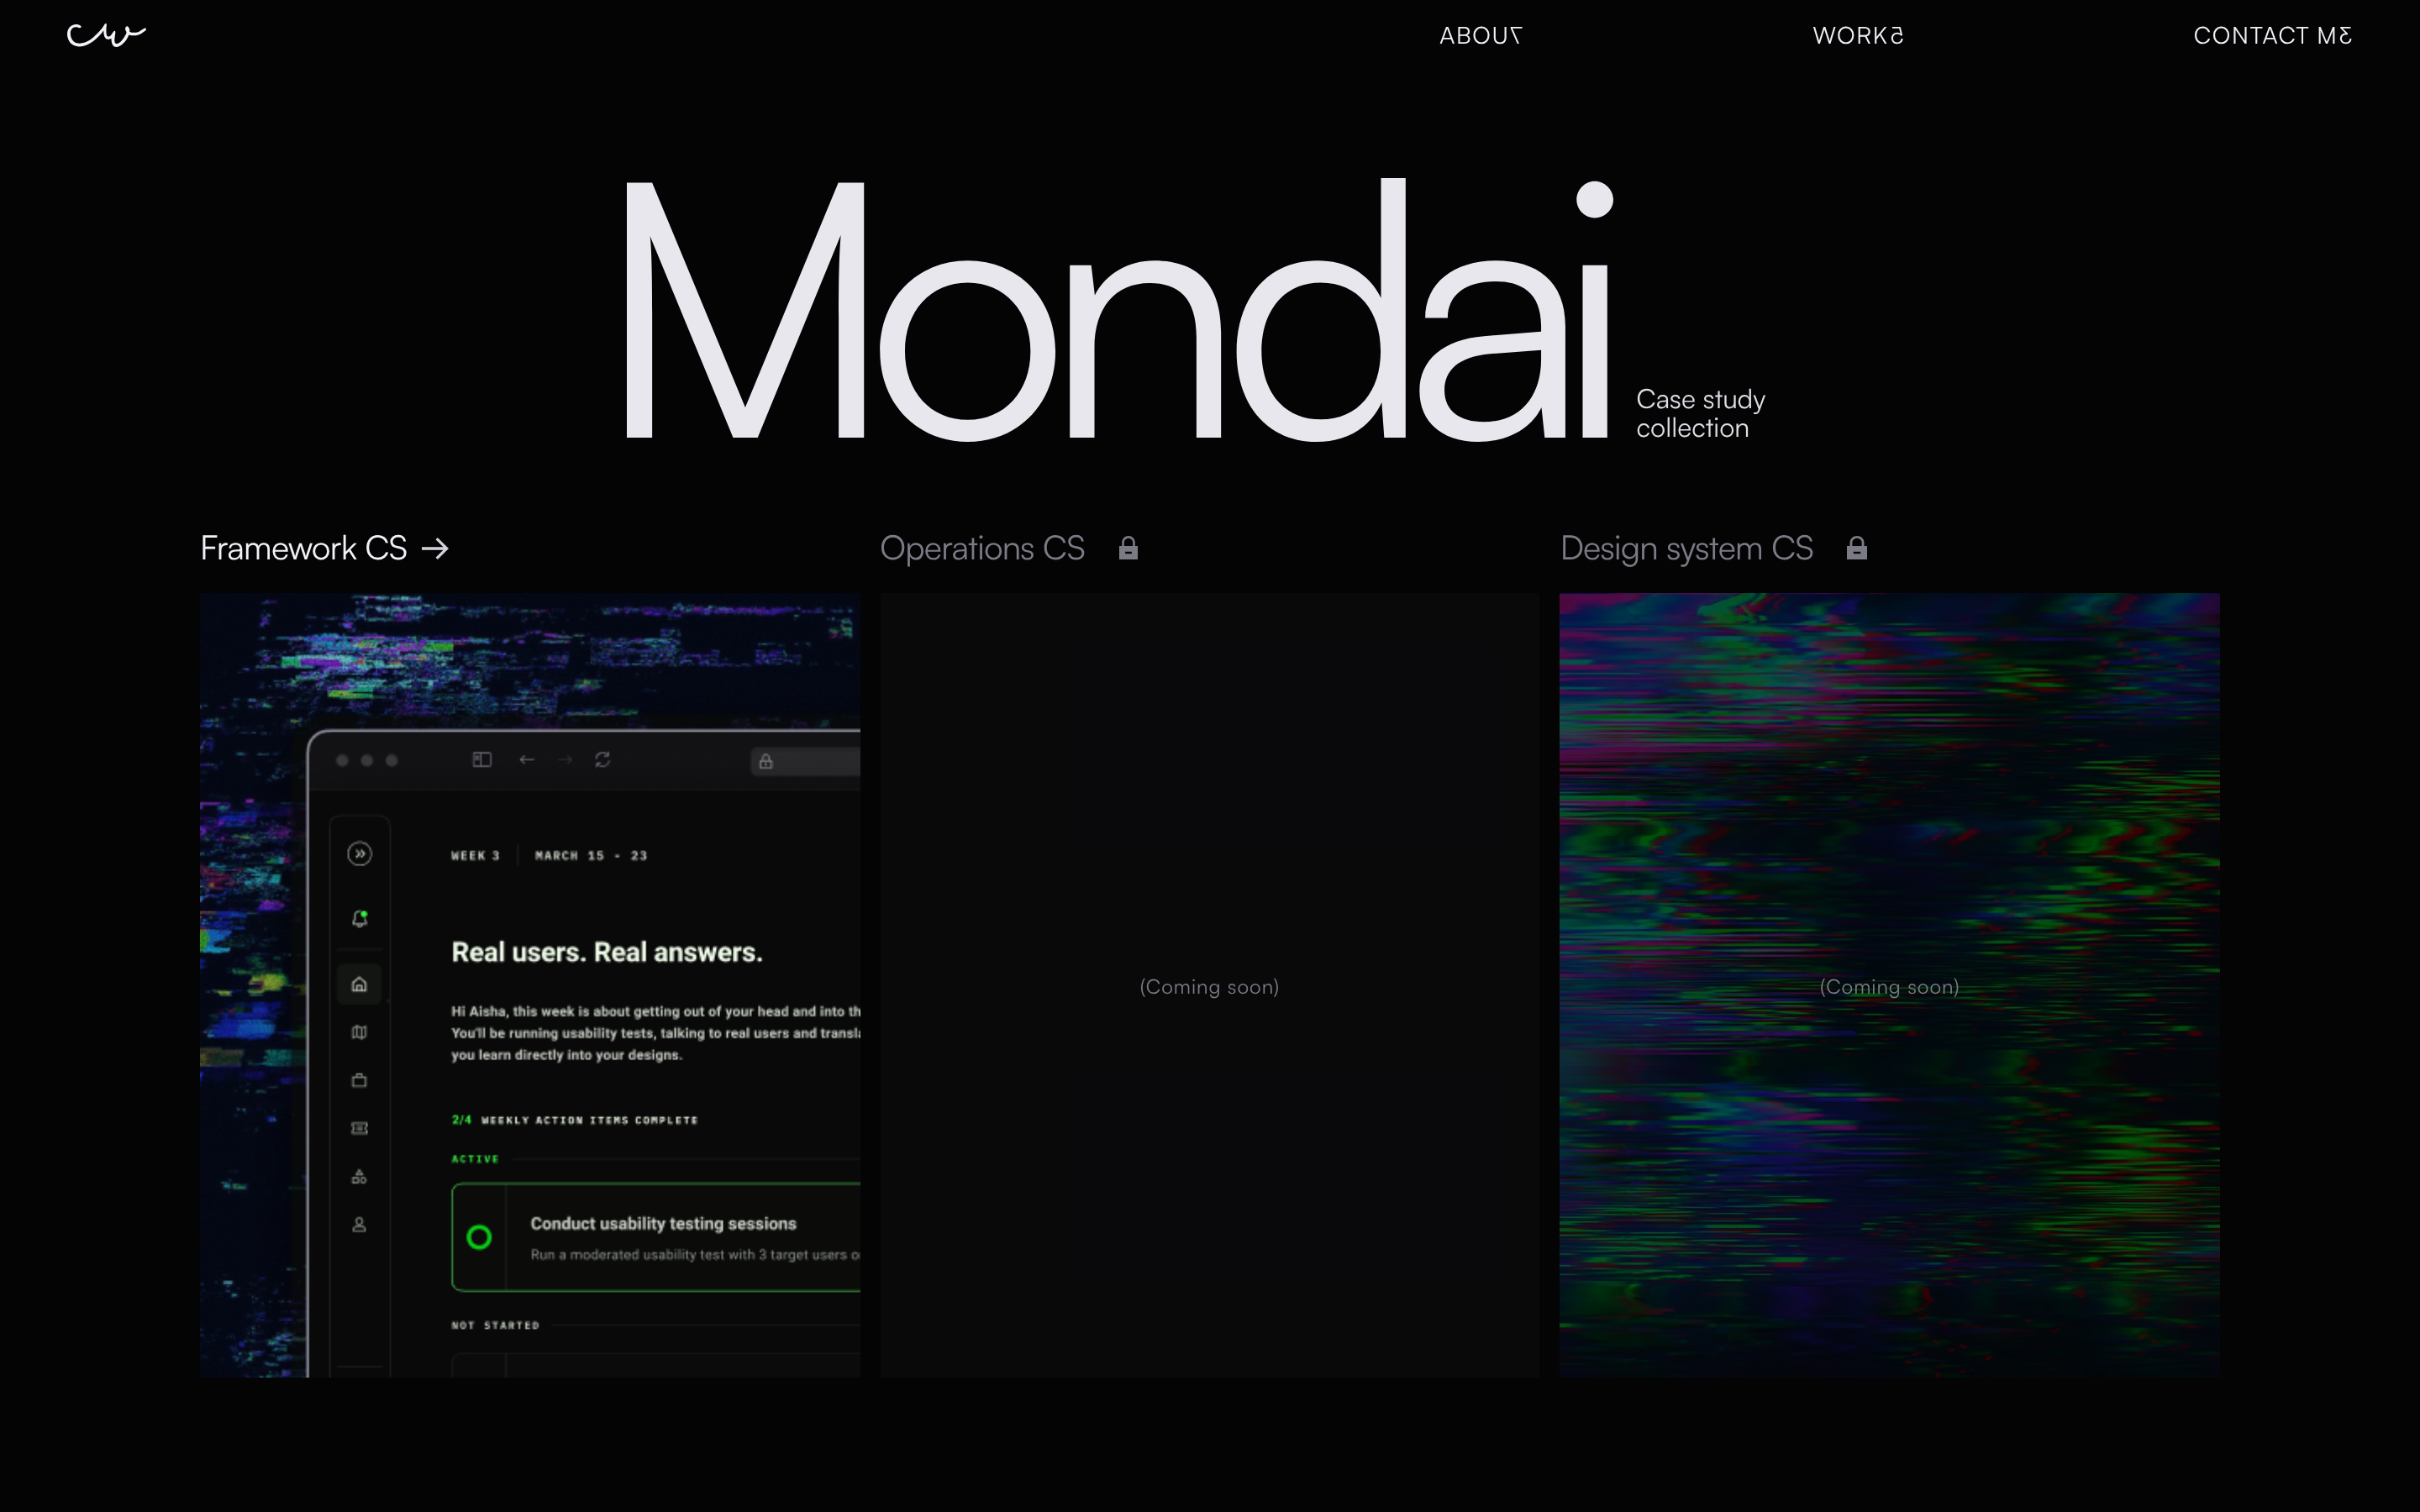 cw
ABOUT
WORKS
CONTACT ME
Mondai
Case study
collection
Framework CS →
Operations CS
Design system CS
WEEK 3 MARCH 15 - 23
Real users. Real answers.
Hi Aisha, this week is about getting out of your head and into th
You'll be running usability tests, talking to real users and transla
you learn directly into your designs.
2/4 WEEKLY ACTION ITEMS COMPLETE
ACTIVE
Conduct usability testing sessions
Run a moderated usability test with 3 target users o
NOT STARTED
(Coming soon)
(Coming soon)